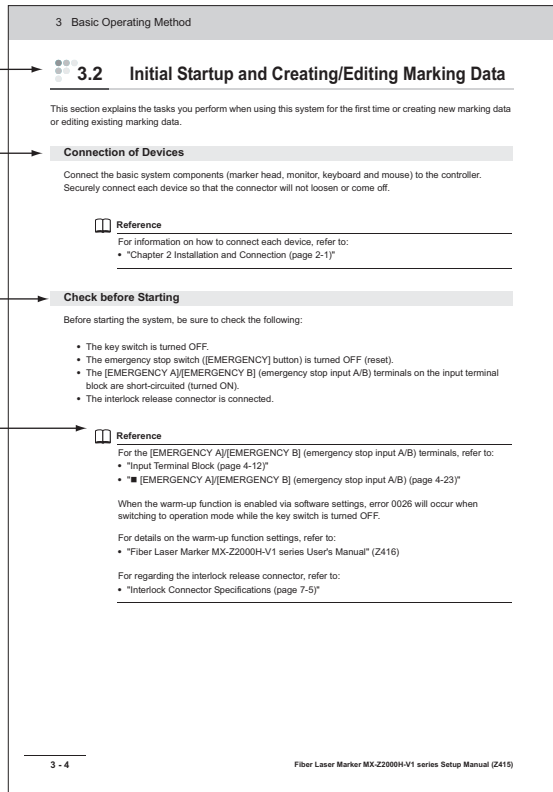 3 Basic Operating Method
3.2 Initial Startup and Creating/Editing Marking Data
This section explains the tasks you perform when using this system for the first time or creating new marking data
or editing existing marking data.
Connection of Devices
Connect the basic system components (marker head, monitor, keyboard and mouse) to the controller.
Securely connect each device so that the connector will not loosen or come off.
Reference
For information on how to connect each device, refer to:
• "Chapter 2 Installation and Connection (page 2-1)"
Check before Starting
Before starting the system, be sure to check the following:
• The key switch is turned OFF.
• The emergency stop switch ([EMERGENCY] button) is turned OFF (reset).
• The [EMERGENCY A]/[EMERGENCY B] (emergency stop input A/B) terminals on the input terminal
block are short-circuited (turned ON).
• The interlock release connector is connected.
Reference
For the [EMERGENCY A]/[EMERGENCY B] (emergency stop input A/B) terminals, refer to:
• "Input Terminal Block (page 4-12)"
• "■ [EMERGENCY A]/[EMERGENCY B] (emergency stop input A/B) (page 4-23)"
When the warm-up function is enabled via software settings, error 0026 will occur when
switching to operation mode while the key switch is turned OFF.
For details on the warm-up function settings, refer to:
• "Fiber Laser Marker MX-Z2000H-V1 series User's Manual" (Z416)
For regarding the interlock release connector, refer to:
• "Interlock Connector Specifications (page 7-5)"
3 - 4
Fiber Laser Marker MX-Z2000H-V1 series Setup Manual (Z415)